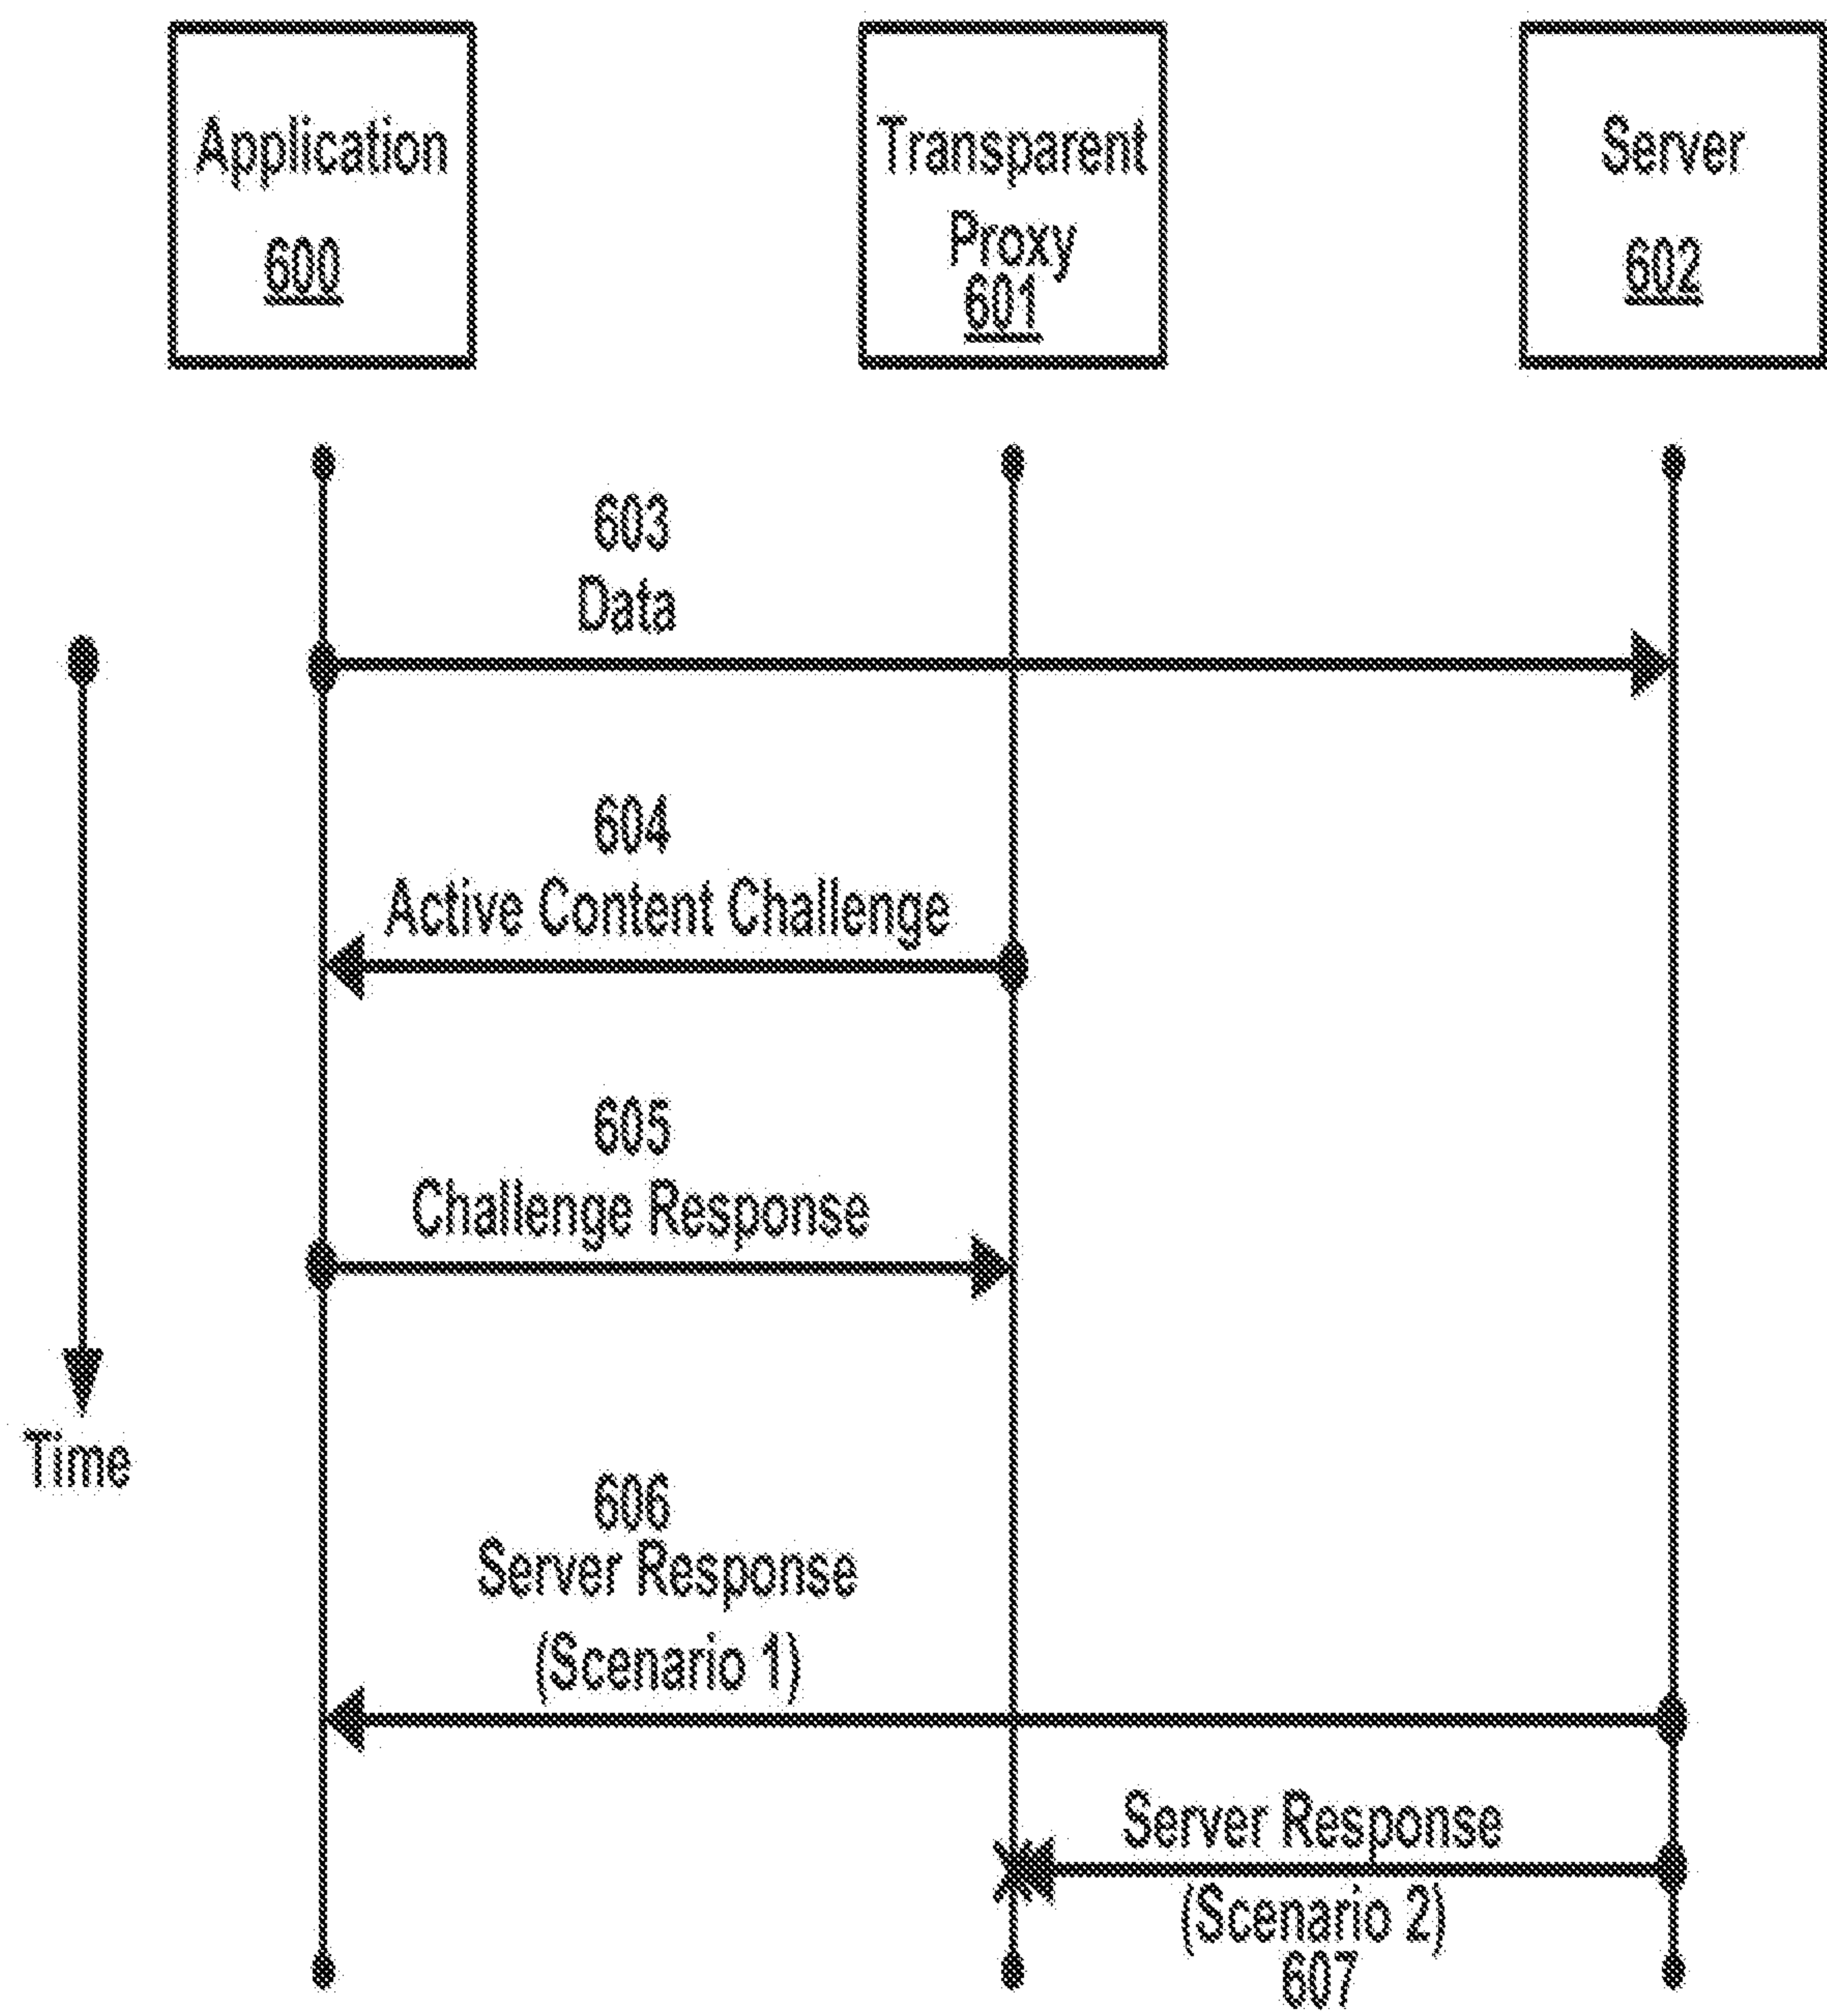 Application
600
Transparent
Proxy
601
Server
602
603
Data
604
Active Content Challenge
605
Challenge Response
Time
606
Server Response
(Scenario 1)
Server Response
(Scenario 2)
607